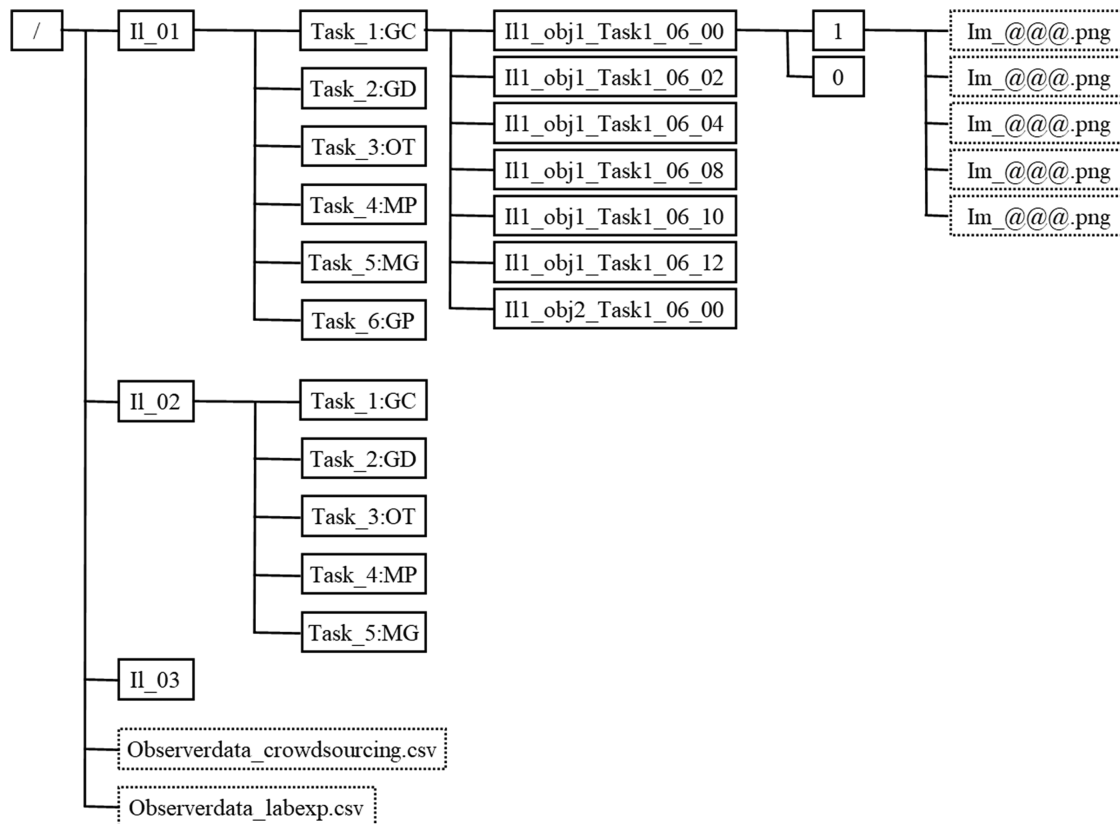 / Il_01 Task_1:GC Il1_obj1_Task1_06_00 1 Im_@@@.png
Il1_obj1_Task1_06_02 0 Im_@@@.png
Task_2:GD
Il1_obj1_Task1_06_04 Im_@@@.png
Task_3:OT
Il1_obj1_Task1_06_08 Im_@@@.png
Task_4:MP
Il1_obj1_Task1_06_10 Im_@@@.png
Task_5:MG
Il1_obj1_Task1_06_12
Task_6:GP
Il1_obj2_Task1_06_00
Il_02 Task_1:GC
Task_2:GD
Task_3:OT
Task_4:MP
Task_5:MG
Il_03
Observerdata_crowdsourcing.csv
Observerdata_labexp.csv